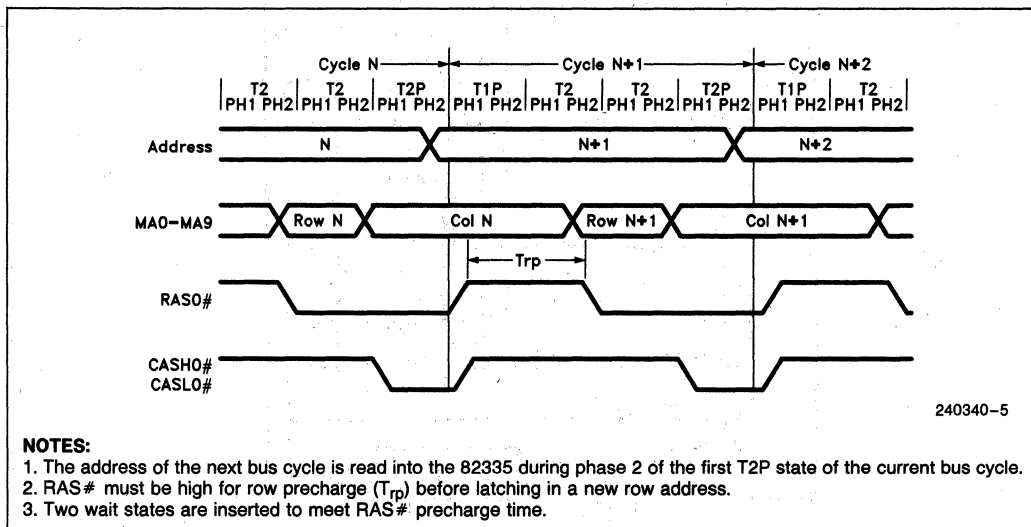 Cycle N Cycle N+1 Cycle N+2
T2 T2 T2P T1P T2 T2 T2P T1P T2
PH1 PH2 PH1 PH2 PH1 PH2 PH1 PH2 PH1 PH2 PH1 PH2 PH1 PH2 PH1 PH2 PH1 PH2
Address N N+1 N+2
MA0–MA9 Row N Col N Row N+1 Col N+1
Trp
RAS0#
CASH0#
CASL0#
240340–5
NOTES:
1. The address of the next bus cycle is read into the 82335 during phase 2 of the first T2P state of the current bus cycle.
2. RAS# must be high for row precharge (Trp) before latching in a new row address.
3. Two wait states are inserted to meet RAS# precharge time.